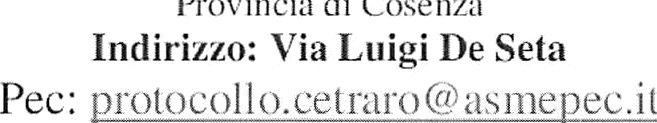 Provincia di Cosenza
Indirizzo: Via Luigi De Seta
Pec: protocollo.cetraro@asmepec.it